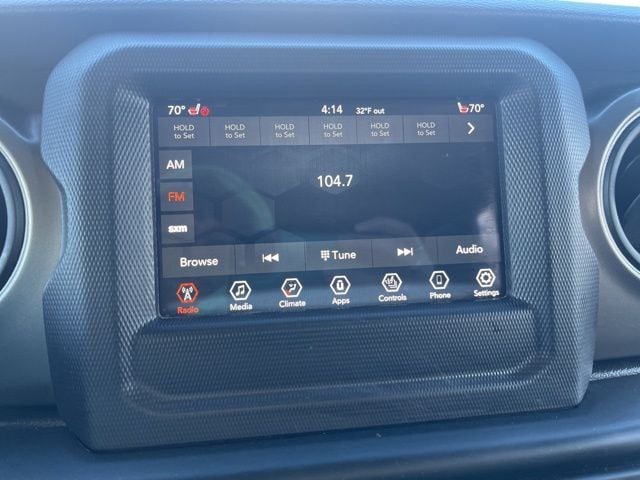 70° 4:14 32°F out 70°
HOLD HOLD HOLD HOLD HOLD HOLD
to Set to Set to Set to Set to Set to Set
AM
104.7
FM
sxm
Browse Tune Audio
Radio Media Climate Apps Controls Phone Settings